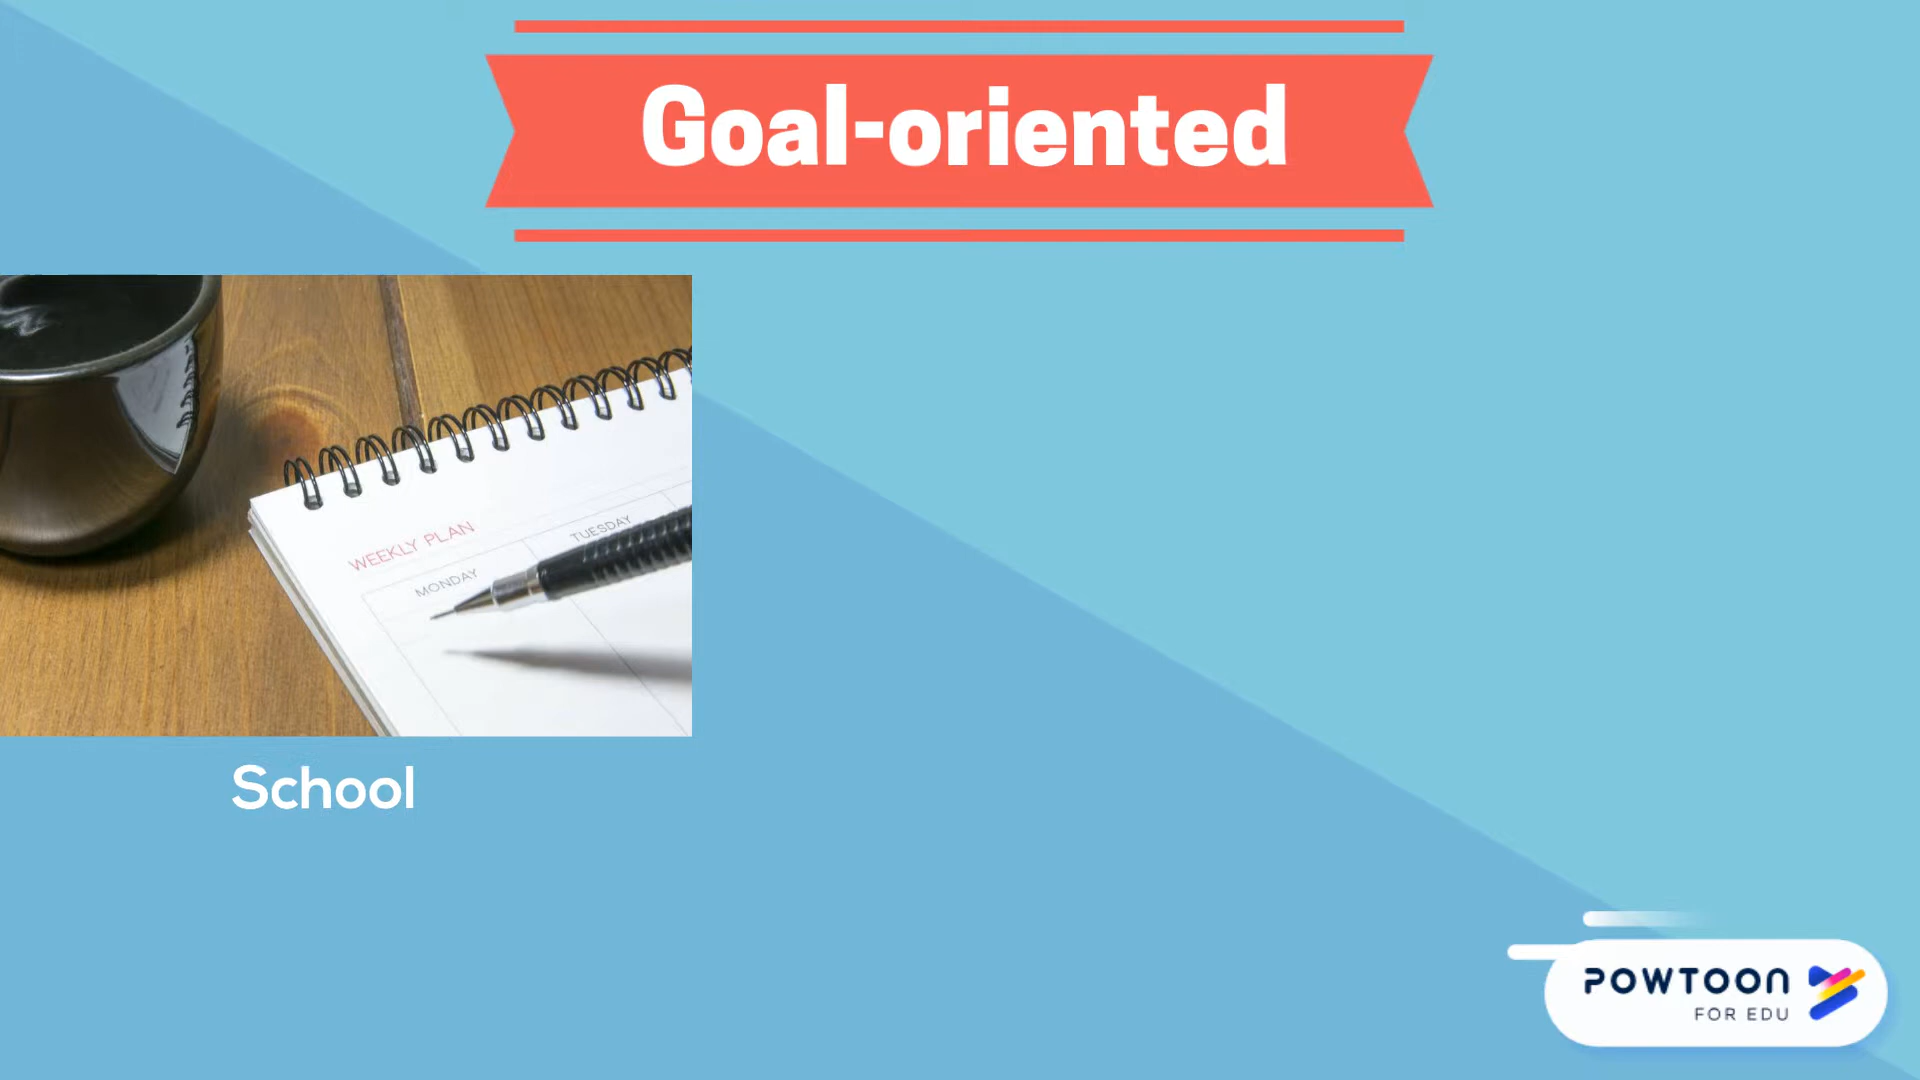 Goal-oriented
WEEKLY PLAN
MONDAY
TUESDAY
School
POWTOON
FOR EDU